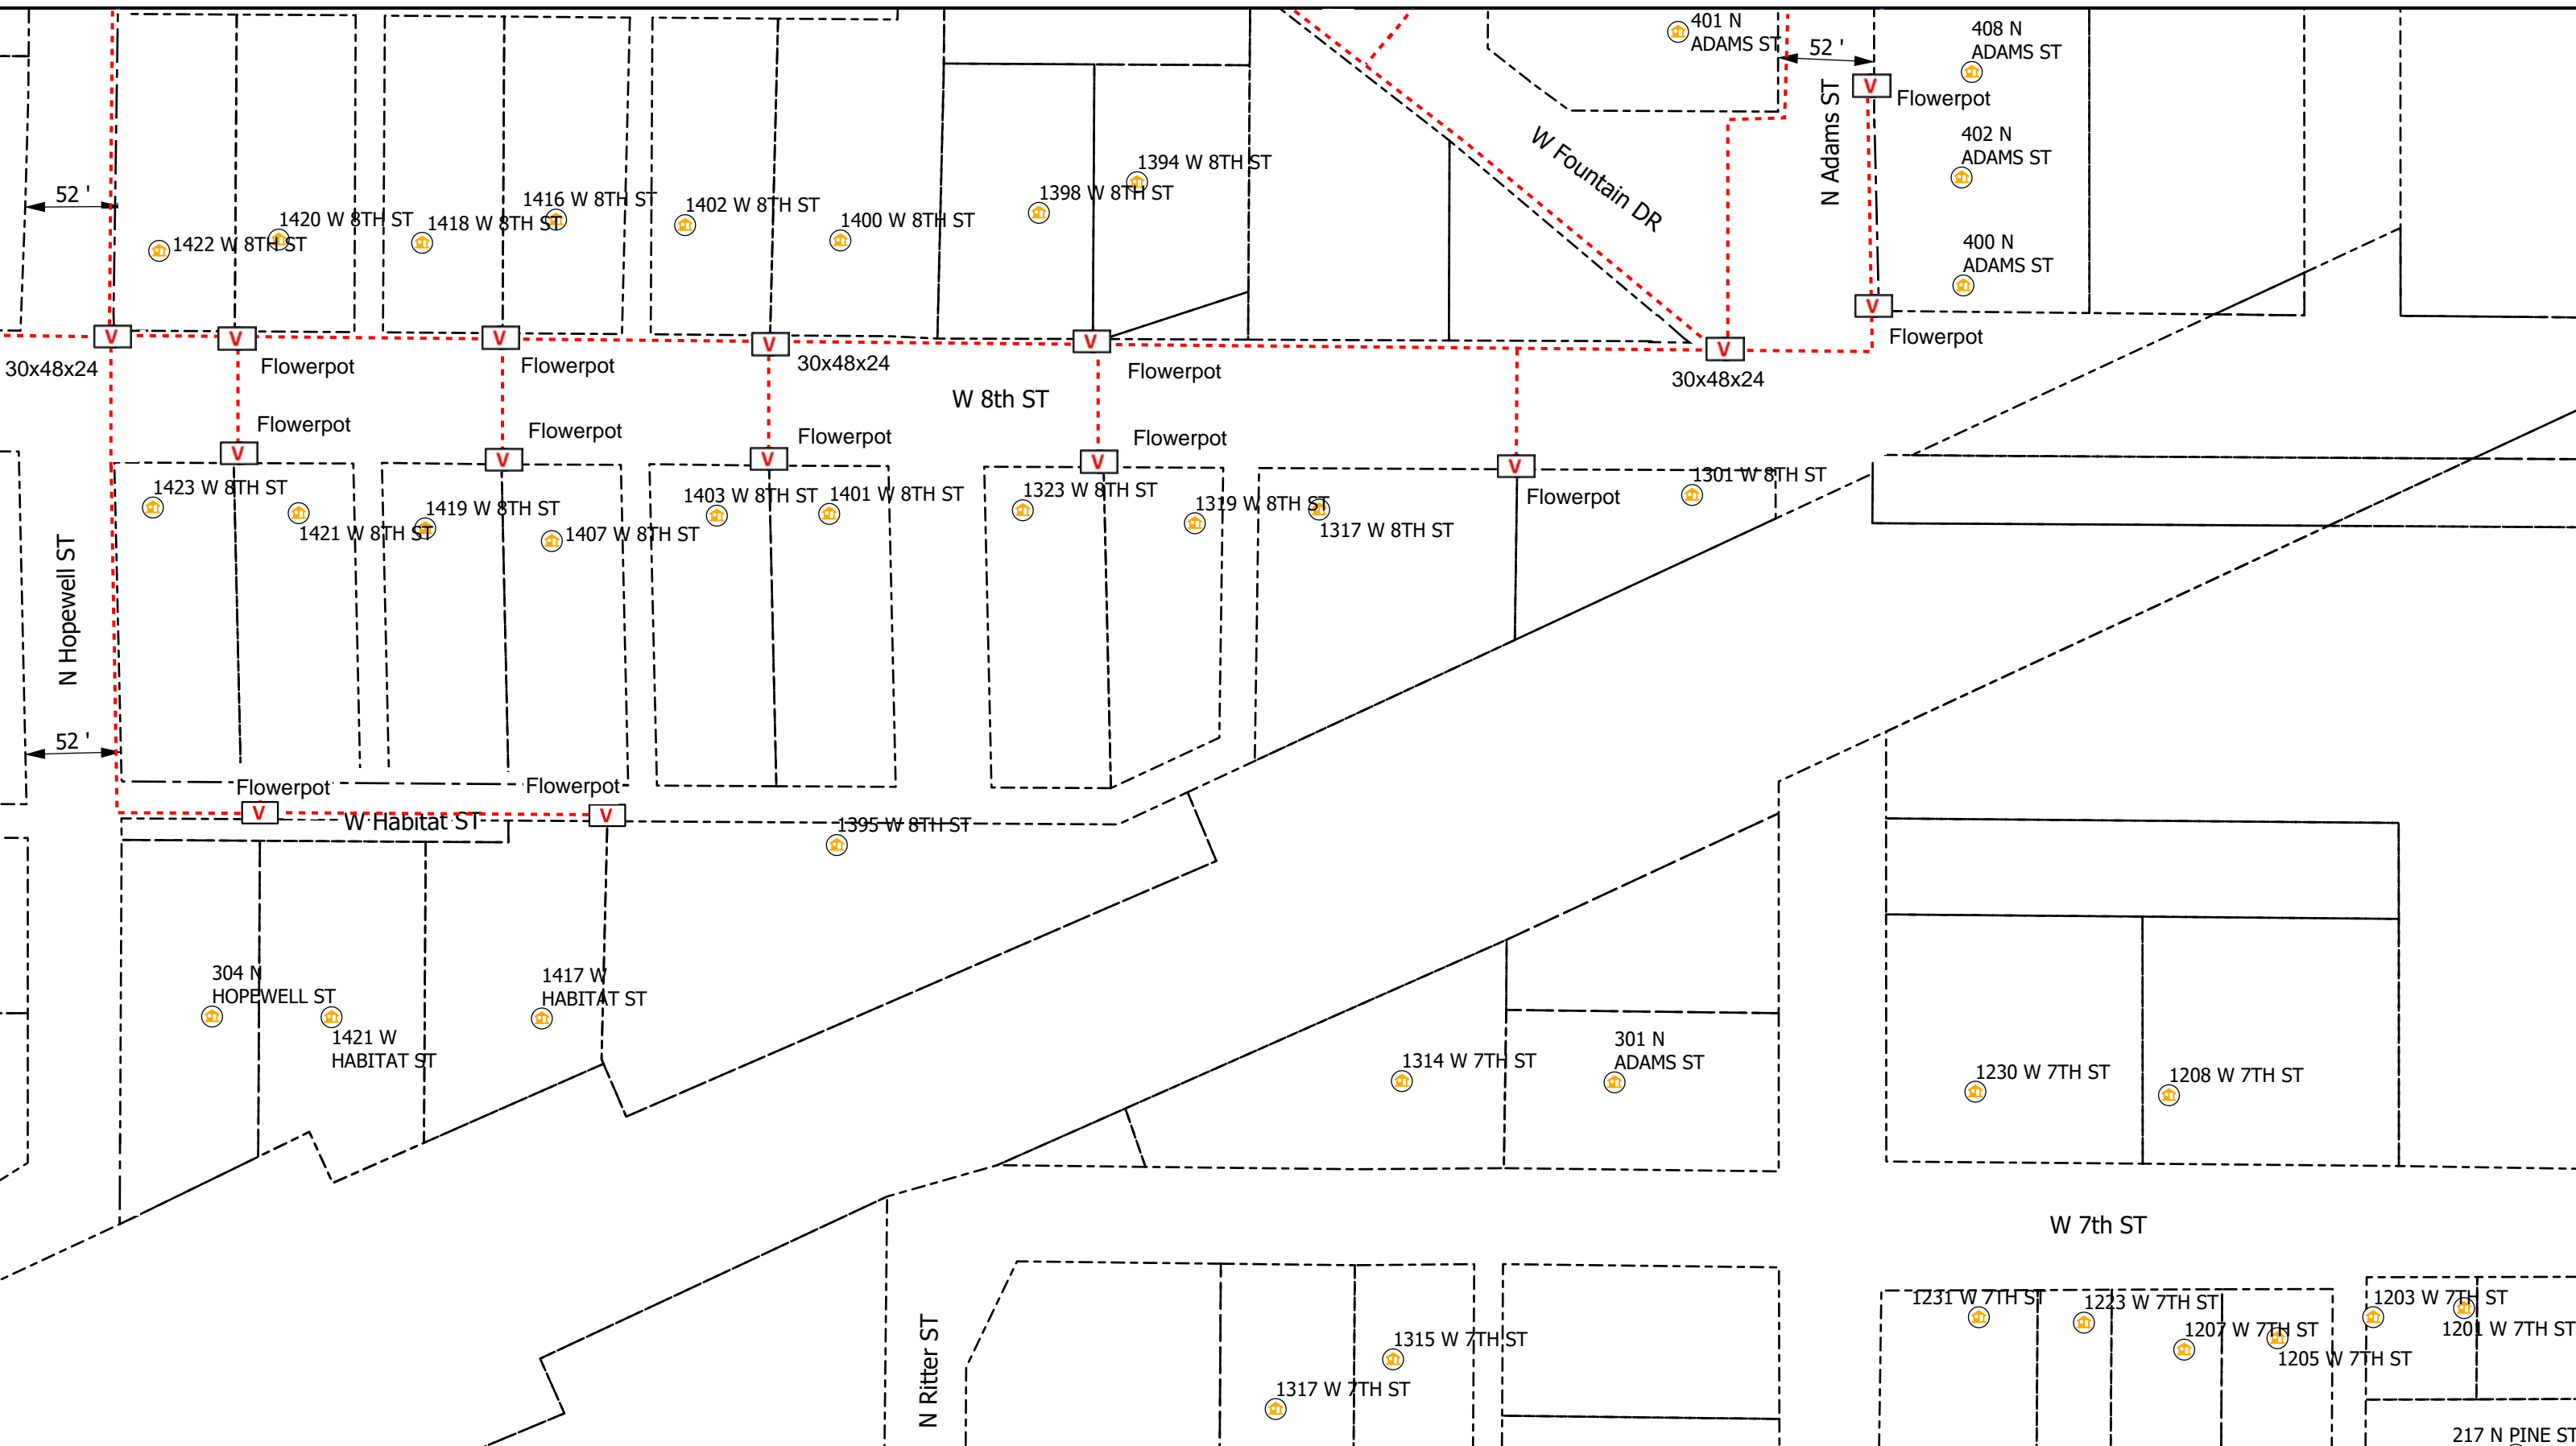 401 N
ADAMS ST
52 '
408 N
ADAMS ST
V
Flowerpot
N Adams ST
W Fountain DR
402 N
ADAMS ST
1394 W 8TH ST
1398 W 8TH ST
52 '
1416 W 8TH ST
1402 W 8TH ST
1420 W 8TH ST
1418 W 8TH ST
1400 W 8TH ST
1422 W 8TH ST
400 N
ADAMS ST
V
Flowerpot
V
30x48x24
V
Flowerpot
V
Flowerpot
V
30x48x24
V
Flowerpot
V
30x48x24
W 8th ST
Flowerpot
V
Flowerpot
V
Flowerpot
V
Flowerpot
V
V
Flowerpot
1423 W 8TH ST
1421 W 8TH ST
1419 W 8TH ST
1407 W 8TH ST
1403 W 8TH ST
1401 W 8TH ST
1323 W 8TH ST
1319 W 8TH ST
1317 W 8TH ST
1301 W 8TH ST
N Hopewell ST
52 '
Flowerpot
V
Flowerpot
V
W Habitat ST
1395 W 8TH ST
304 N
HOPEWELL ST
1421 W
HABITAT ST
1417 W
HABITAT ST
1314 W 7TH ST
301 N
ADAMS ST
1230 W 7TH ST
1208 W 7TH ST
W 7th ST
N Ritter ST
1317 W 7TH ST
1315 W 7TH ST
1231 W 7TH ST
1223 W 7TH ST
1207 W 7TH ST
1205 W 7TH ST
1203 W 7TH ST
1201 W 7TH ST
217 N PINE ST